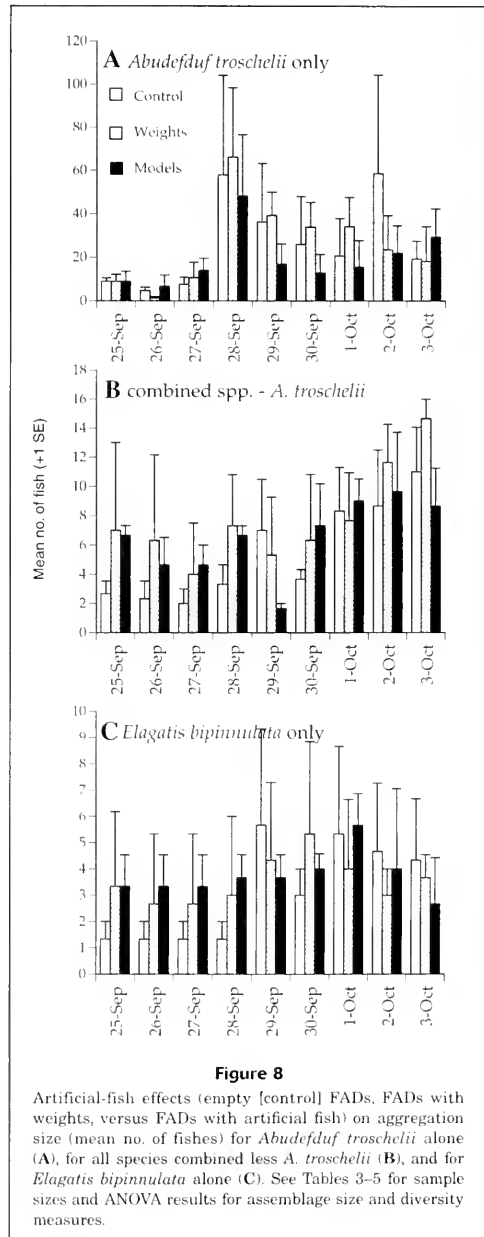 120
100
80
60
40
20
0
A Abudefduf troschelii only
Control
Weights
Models
25-Sep
26-Sep
27-Sep
28-Sep
29-Sep
30-Sep
1-Oct
2-Oct
3-Oct
Mean no. of fish (+1 SE)
18
16
14
12
10
8
6
4
2
0
B combined spp. - A. troschelii
25-Sep
26-Sep
27-Sep
28-Sep
29-Sep
30-Sep
1-Oct
2-Oct
3-Oct
10
9
8
7
6
5
4
3
2
1
0
C Elagatis bipinnulata only
25-Sep
26-Sep
27-Sep
28-Sep
29-Sep
30-Sep
1-Oct
2-Oct
3-Oct
Figure 8
Artificial-fish effects (empty [control] FADs, FADs with
weights, versus FADs with artificial fish) on aggregation
size (mean no. of fishes) for Abudefduf troschelii alone
(A), for all species combined less A. troschelii (B), and for
Elagatis bipinnulata alone (C). See Tables 3–5 for sample
sizes and ANOVA results for assemblage size and diversity
measures.